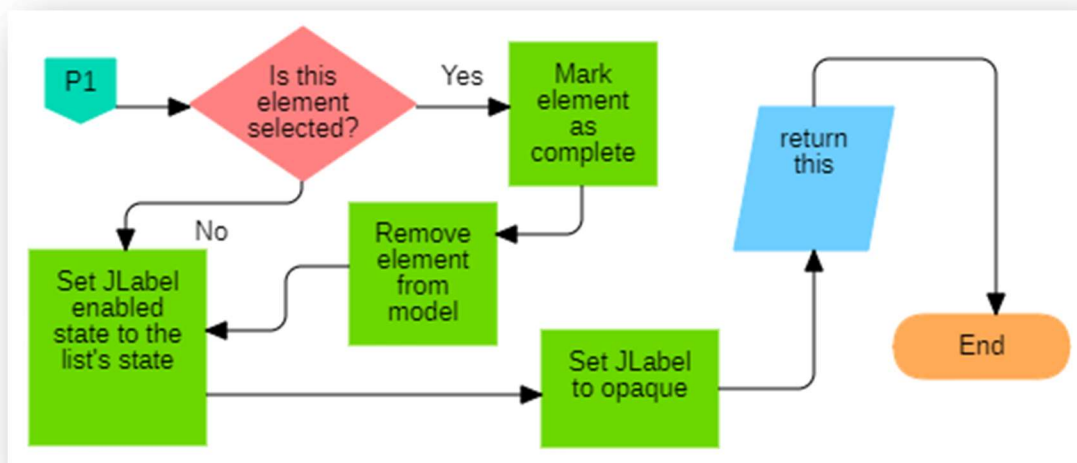 P1
Is this
element
selected?
Yes
Mark
element
as
complete
No
Remove
element
from
model
Set JLabel
enabled
state to the
list's state
Set JLabel
to opaque
return
this
End